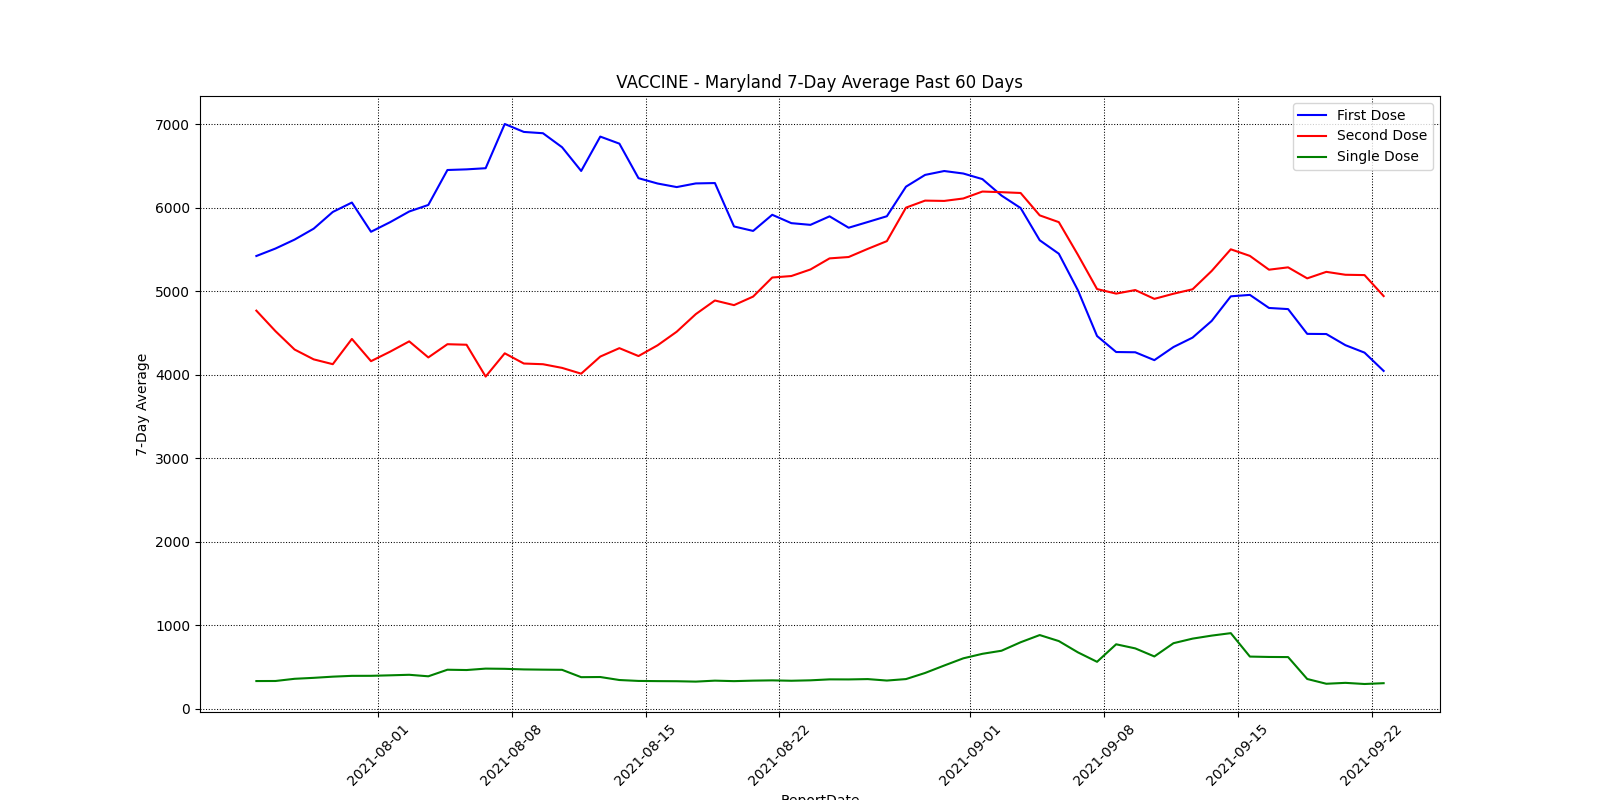 VACCINE - Maryland 7-Day Average Past 60 Days
First Dose
Second Dose
Single Dose
7-Day Average
7000
6000
5000
4000
3000
2000
1000
0
2021-08-01
2021-08-08
2021-08-15
2021-08-22
2021-09-01
2021-09-08
2021-09-15
2021-09-22
ReportDate